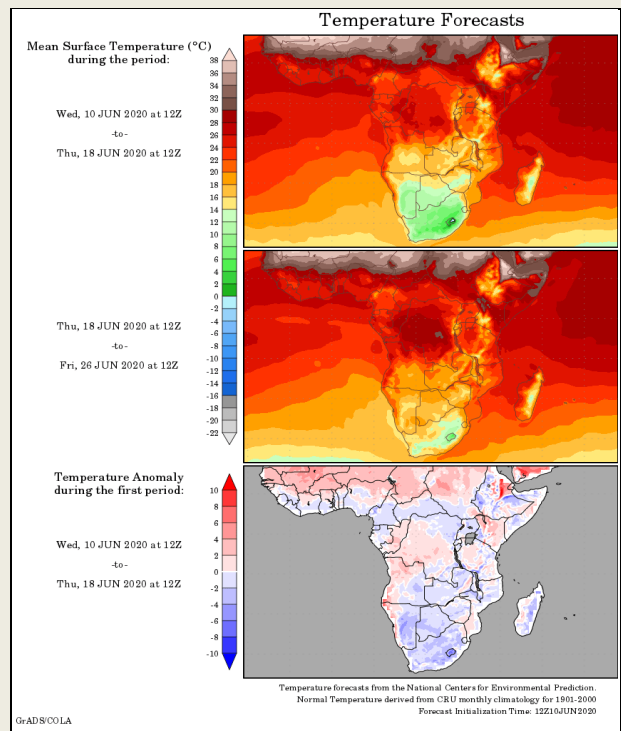 Temperature Forecasts
Mean Surface Temperature (°C)
during the period:
Wed, 10 JUN 2020 at 12Z
-to-
Thu, 18 JUN 2020 at 12Z
38
36
34
32
30
28
26
24
22
20
18
16
14
12
10
8
6
4
2
0
-2
-4
-6
-8
-10
-12
-14
-16
-18
-20
-22
Thu, 18 JUN 2020 at 12Z
-to-
Fri, 26 JUN 2020 at 12Z
Temperature Anomaly
during the first period:
Wed, 10 JUN 2020 at 12Z
-to-
Thu, 18 JUN 2020 at 12Z
10
8
6
4
2
0
-2
-4
-6
-8
-10
Temperature forecasts from the National Centers for Environmental Prediction.
Normal Temperature derived from CRU monthly climatology for 1901-2000
Forecast Initialization Time: 12Z10JUN2020
GrADS/COLA